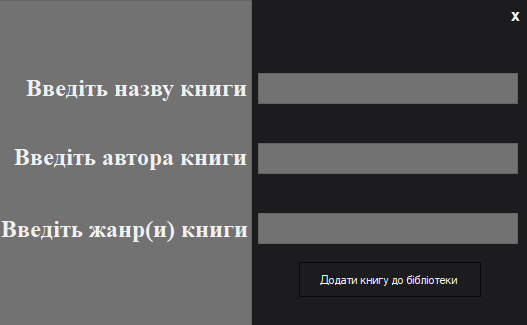 x
Введіть назву книги
Введіть автора книги
Введіть жанр(и) книги
Додати книгу до бібліотеки